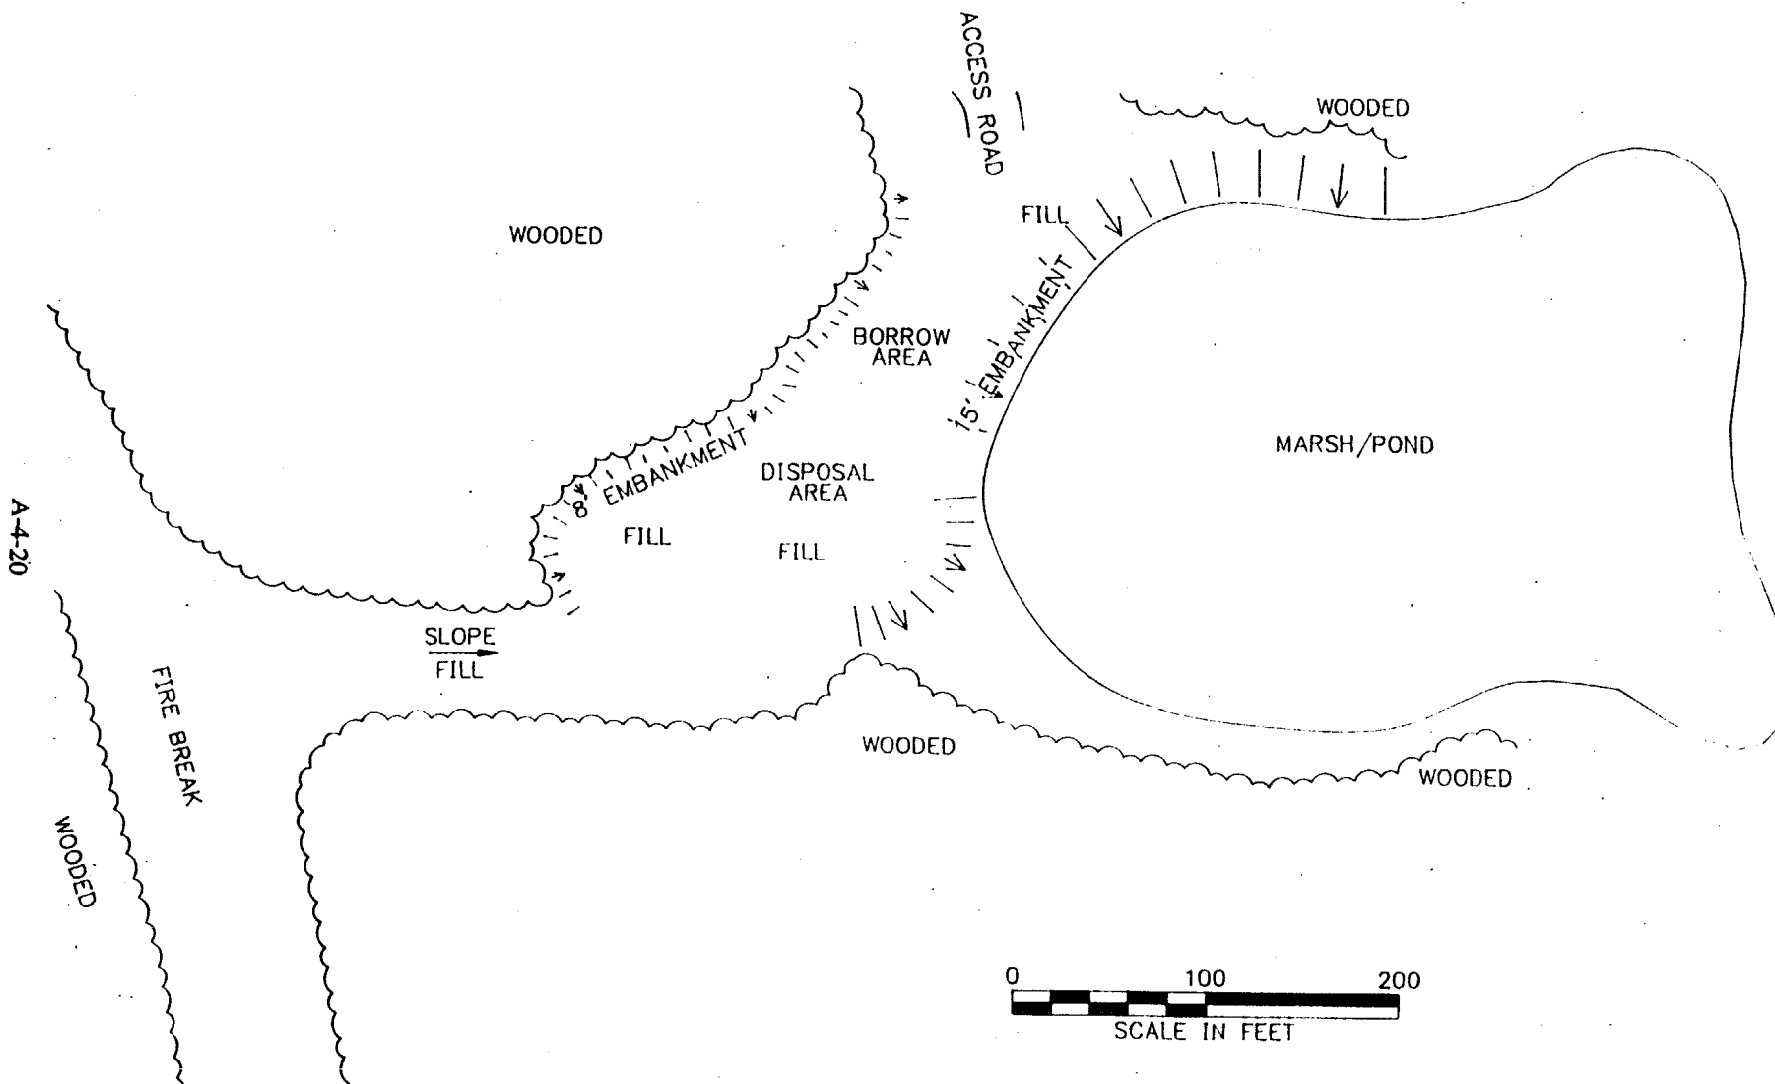 ACCESS ROAD
WOODED
FILL
WOODED
BORROW
AREA
15' EMBANKMENT
MARSH/POND
8' EMBANKMENT
DISPOSAL
AREA
FILL
FILL
A-4-20
SLOPE
FILL
FIRE BREAK
WOODED
WOODED
WOODED
0 100 200
SCALE IN FEET